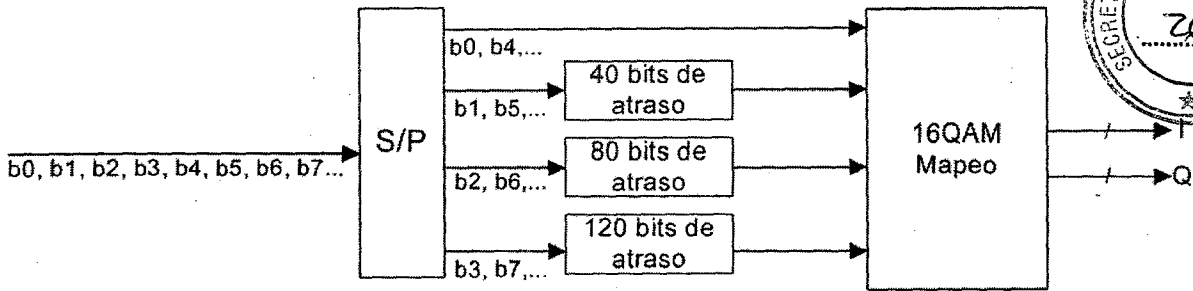 b0, b1, b2, b3, b4, b5, b6, b7...
S/P
b0, b4,...
b1, b5,...
b2, b6,...
b3, b7,...
40 bits de
atraso
80 bits de
atraso
120 bits de
atraso
16QAM
Mapeo
I
Q